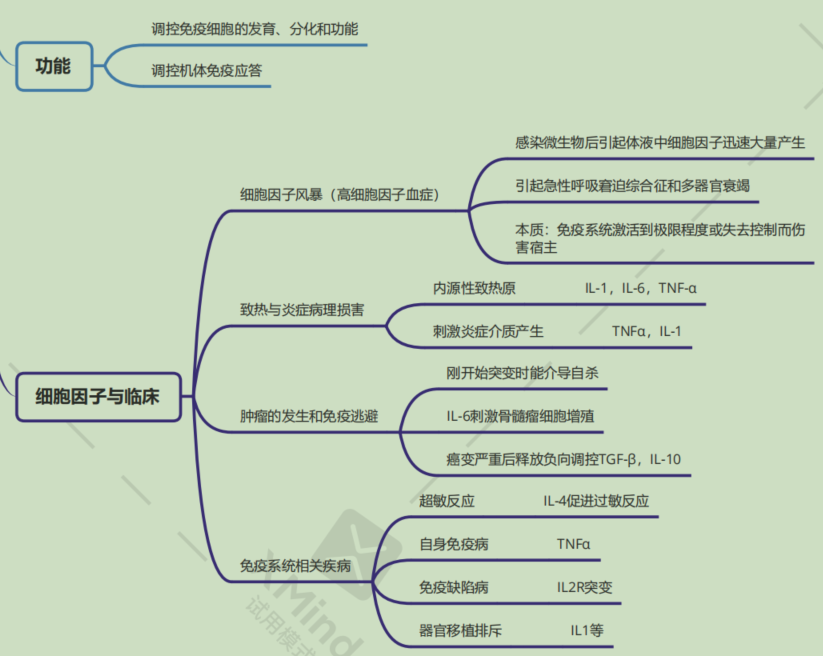 调控免疫细胞的发育、分化和功能
功能
调控机体免疫应答
感染微生物后引起体液中细胞因子迅速大量产生
细胞因子风暴（高细胞因子血症）
引起急性呼吸窘迫综合征和多器官衰竭
本质：免疫系统激活到极限程度或失去控制而伤
害宿主
致热与炎症病理损害
内源性致热原 IL-1，IL-6，TNF-α
刺激炎症介质产生 TNFα，IL-1
细胞因子与临床
肿瘤的发生和免疫逃避
刚开始突变时能介导自杀
IL-6刺激骨髓瘤细胞增殖
癌变严重后释放负向调控TGF-β，IL-10
免疫系统相关疾病
超敏反应 IL-4促进过敏反应
自身免疫病 TNFα
免疫缺陷病 IL2R突变
器官移植排斥 IL1等
XMind
试用模式